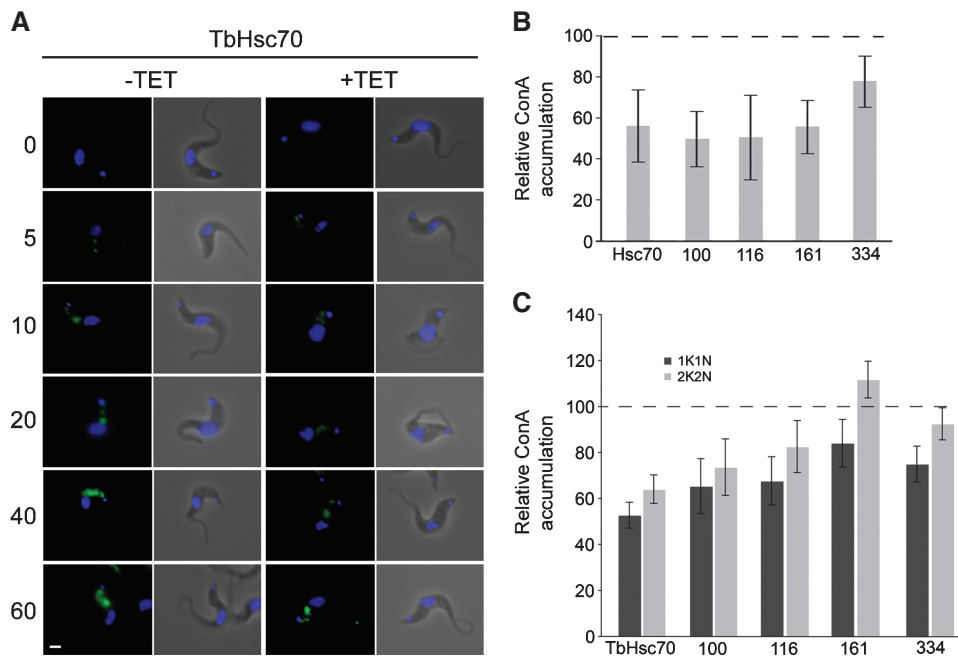 A
TbHsc70
-TET
+TET
0
5
10
20
40
60
B
Relative ConA
accumulation
100
80
60
40
20
0
Hsc70 100 116 161 334
C
Relative ConA
accumulation
140
120
100
80
60
40
20
0
1K1N
2K2N
TbHsc70 100 116 161 334